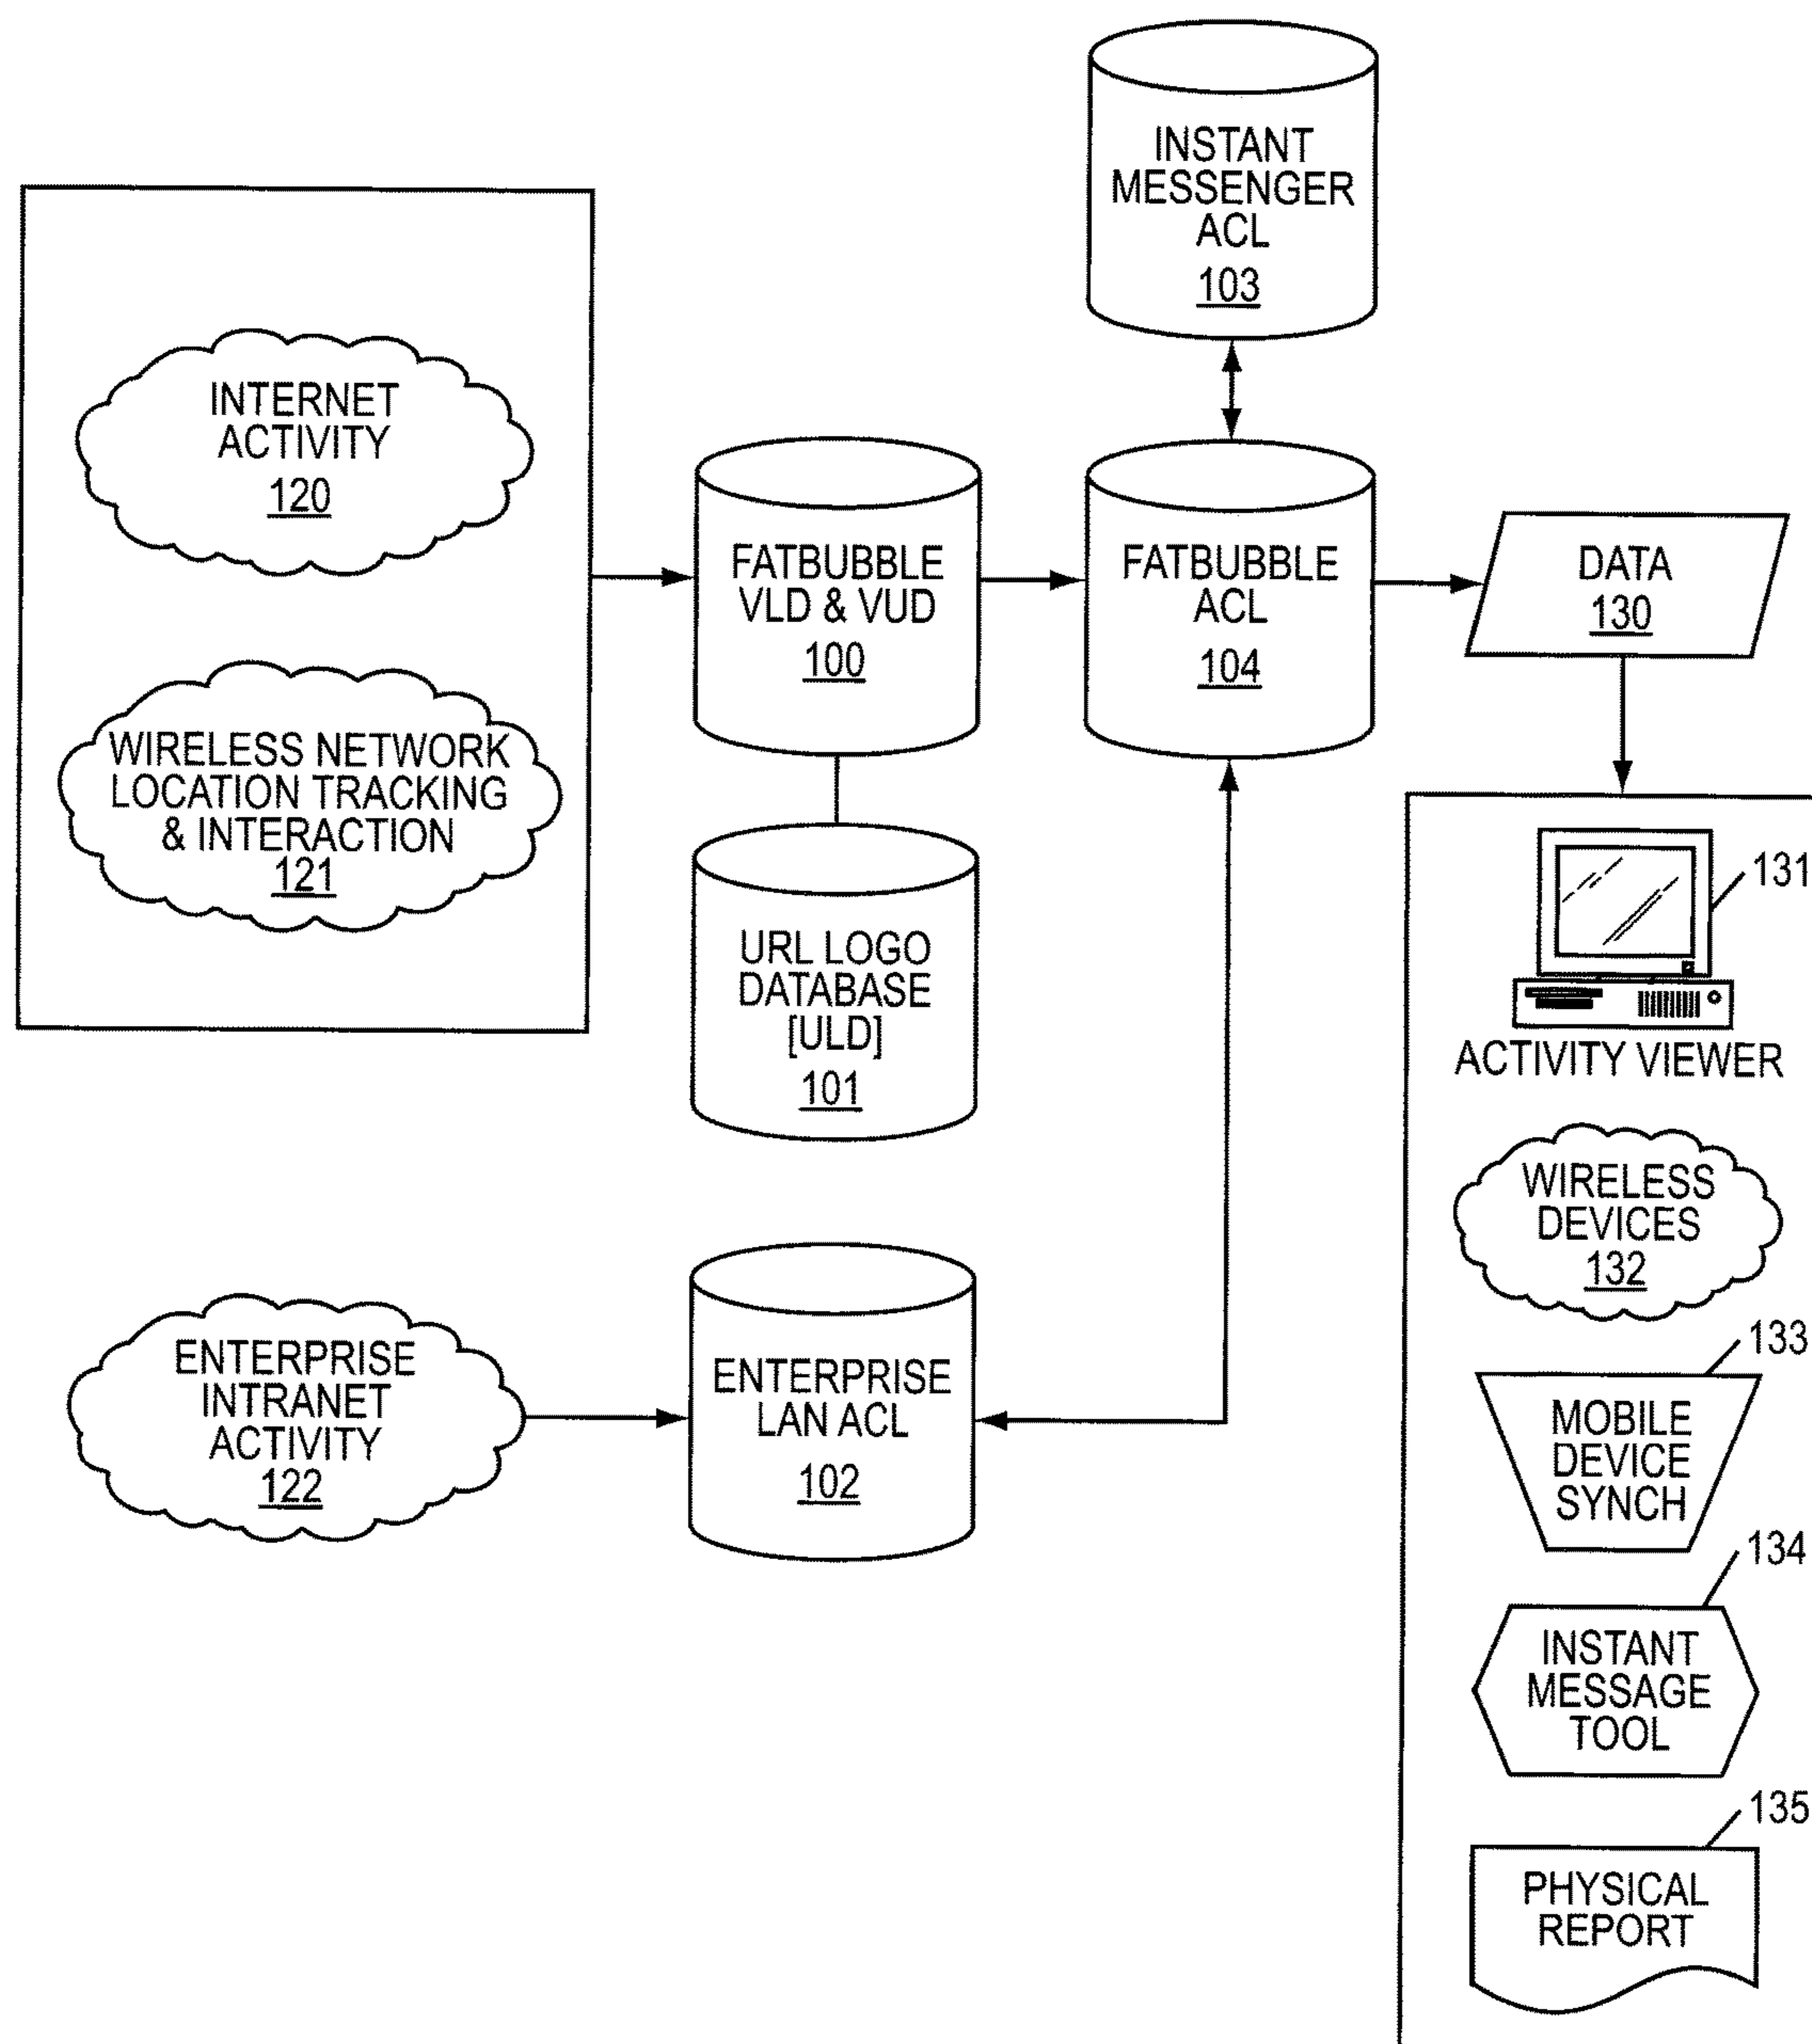 INSTANT
MESSENGER
ACL
103
INTERNET
ACTIVITY
120
WIRELESS NETWORK
LOCATION TRACKING
& INTERACTION
121
FATBUBBLE
VLD & VUD
100
FATBUBBLE
ACL
104
DATA
130
URL LOGO
DATABASE
[ULD]
101
131
ACTIVITY VIEWER
WIRELESS
DEVICES
132
ENTERPRISE
INTRANET
ACTIVITY
122
ENTERPRISE
LAN ACL
102
133
MOBILE
DEVICE
SYNCH
134
INSTANT
MESSAGE
TOOL
135
PHYSICAL
REPORT